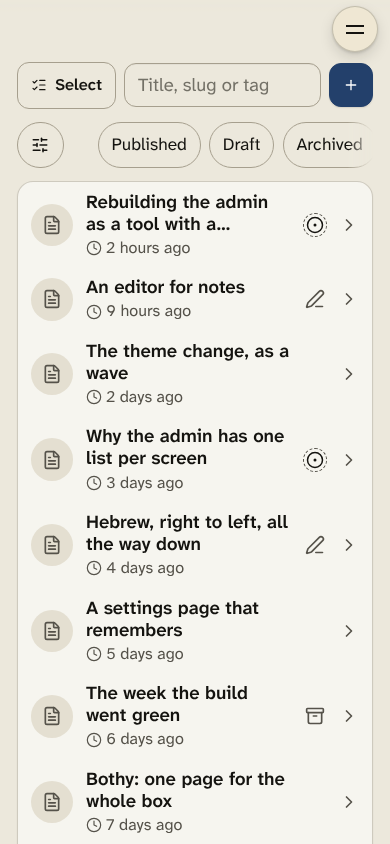 Select
Title, slug or tag
Published
Draft
Archived
Rebuilding the admin
as a tool with a...
2 hours ago
An editor for notes
9 hours ago
The theme change, as a
wave
2 days ago
Why the admin has one
list per screen
3 days ago
Hebrew, right to left, all
the way down
4 days ago
A settings page that
remembers
5 days ago
The week the build
went green
6 days ago
Bothy: one page for the
whole box
7 days ago